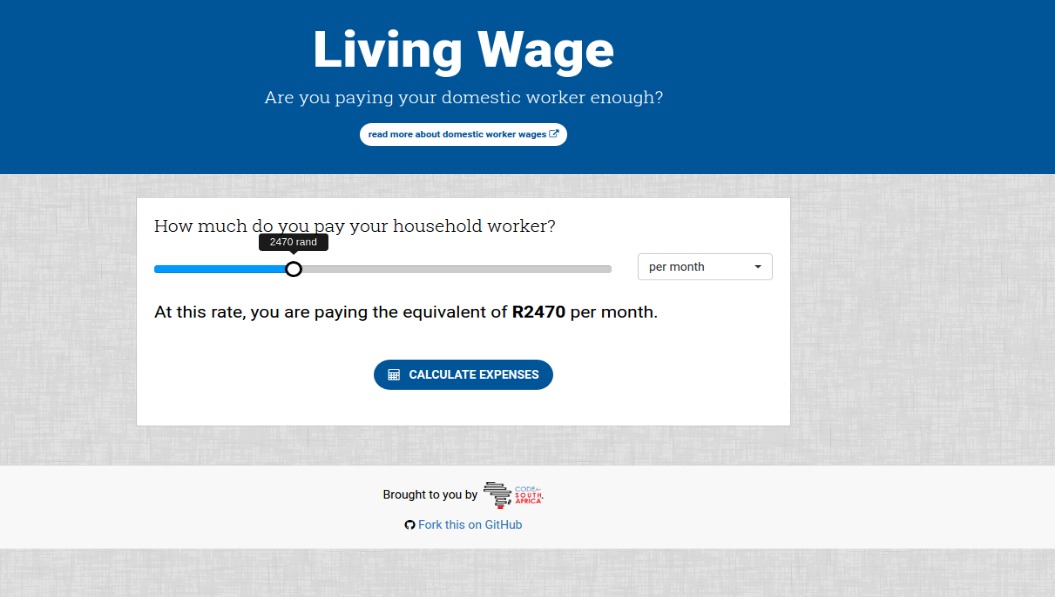 Living Wage
Are you paying your domestic worker enough?
read more about domestic worker wages
How much do you pay your household worker?
2470 rand
per month
At this rate, you are paying the equivalent of R2470 per month.
CALCULATE EXPENSES
Brought to you by
CODE for
SOUTH
AFRICA
Fork this on GitHub